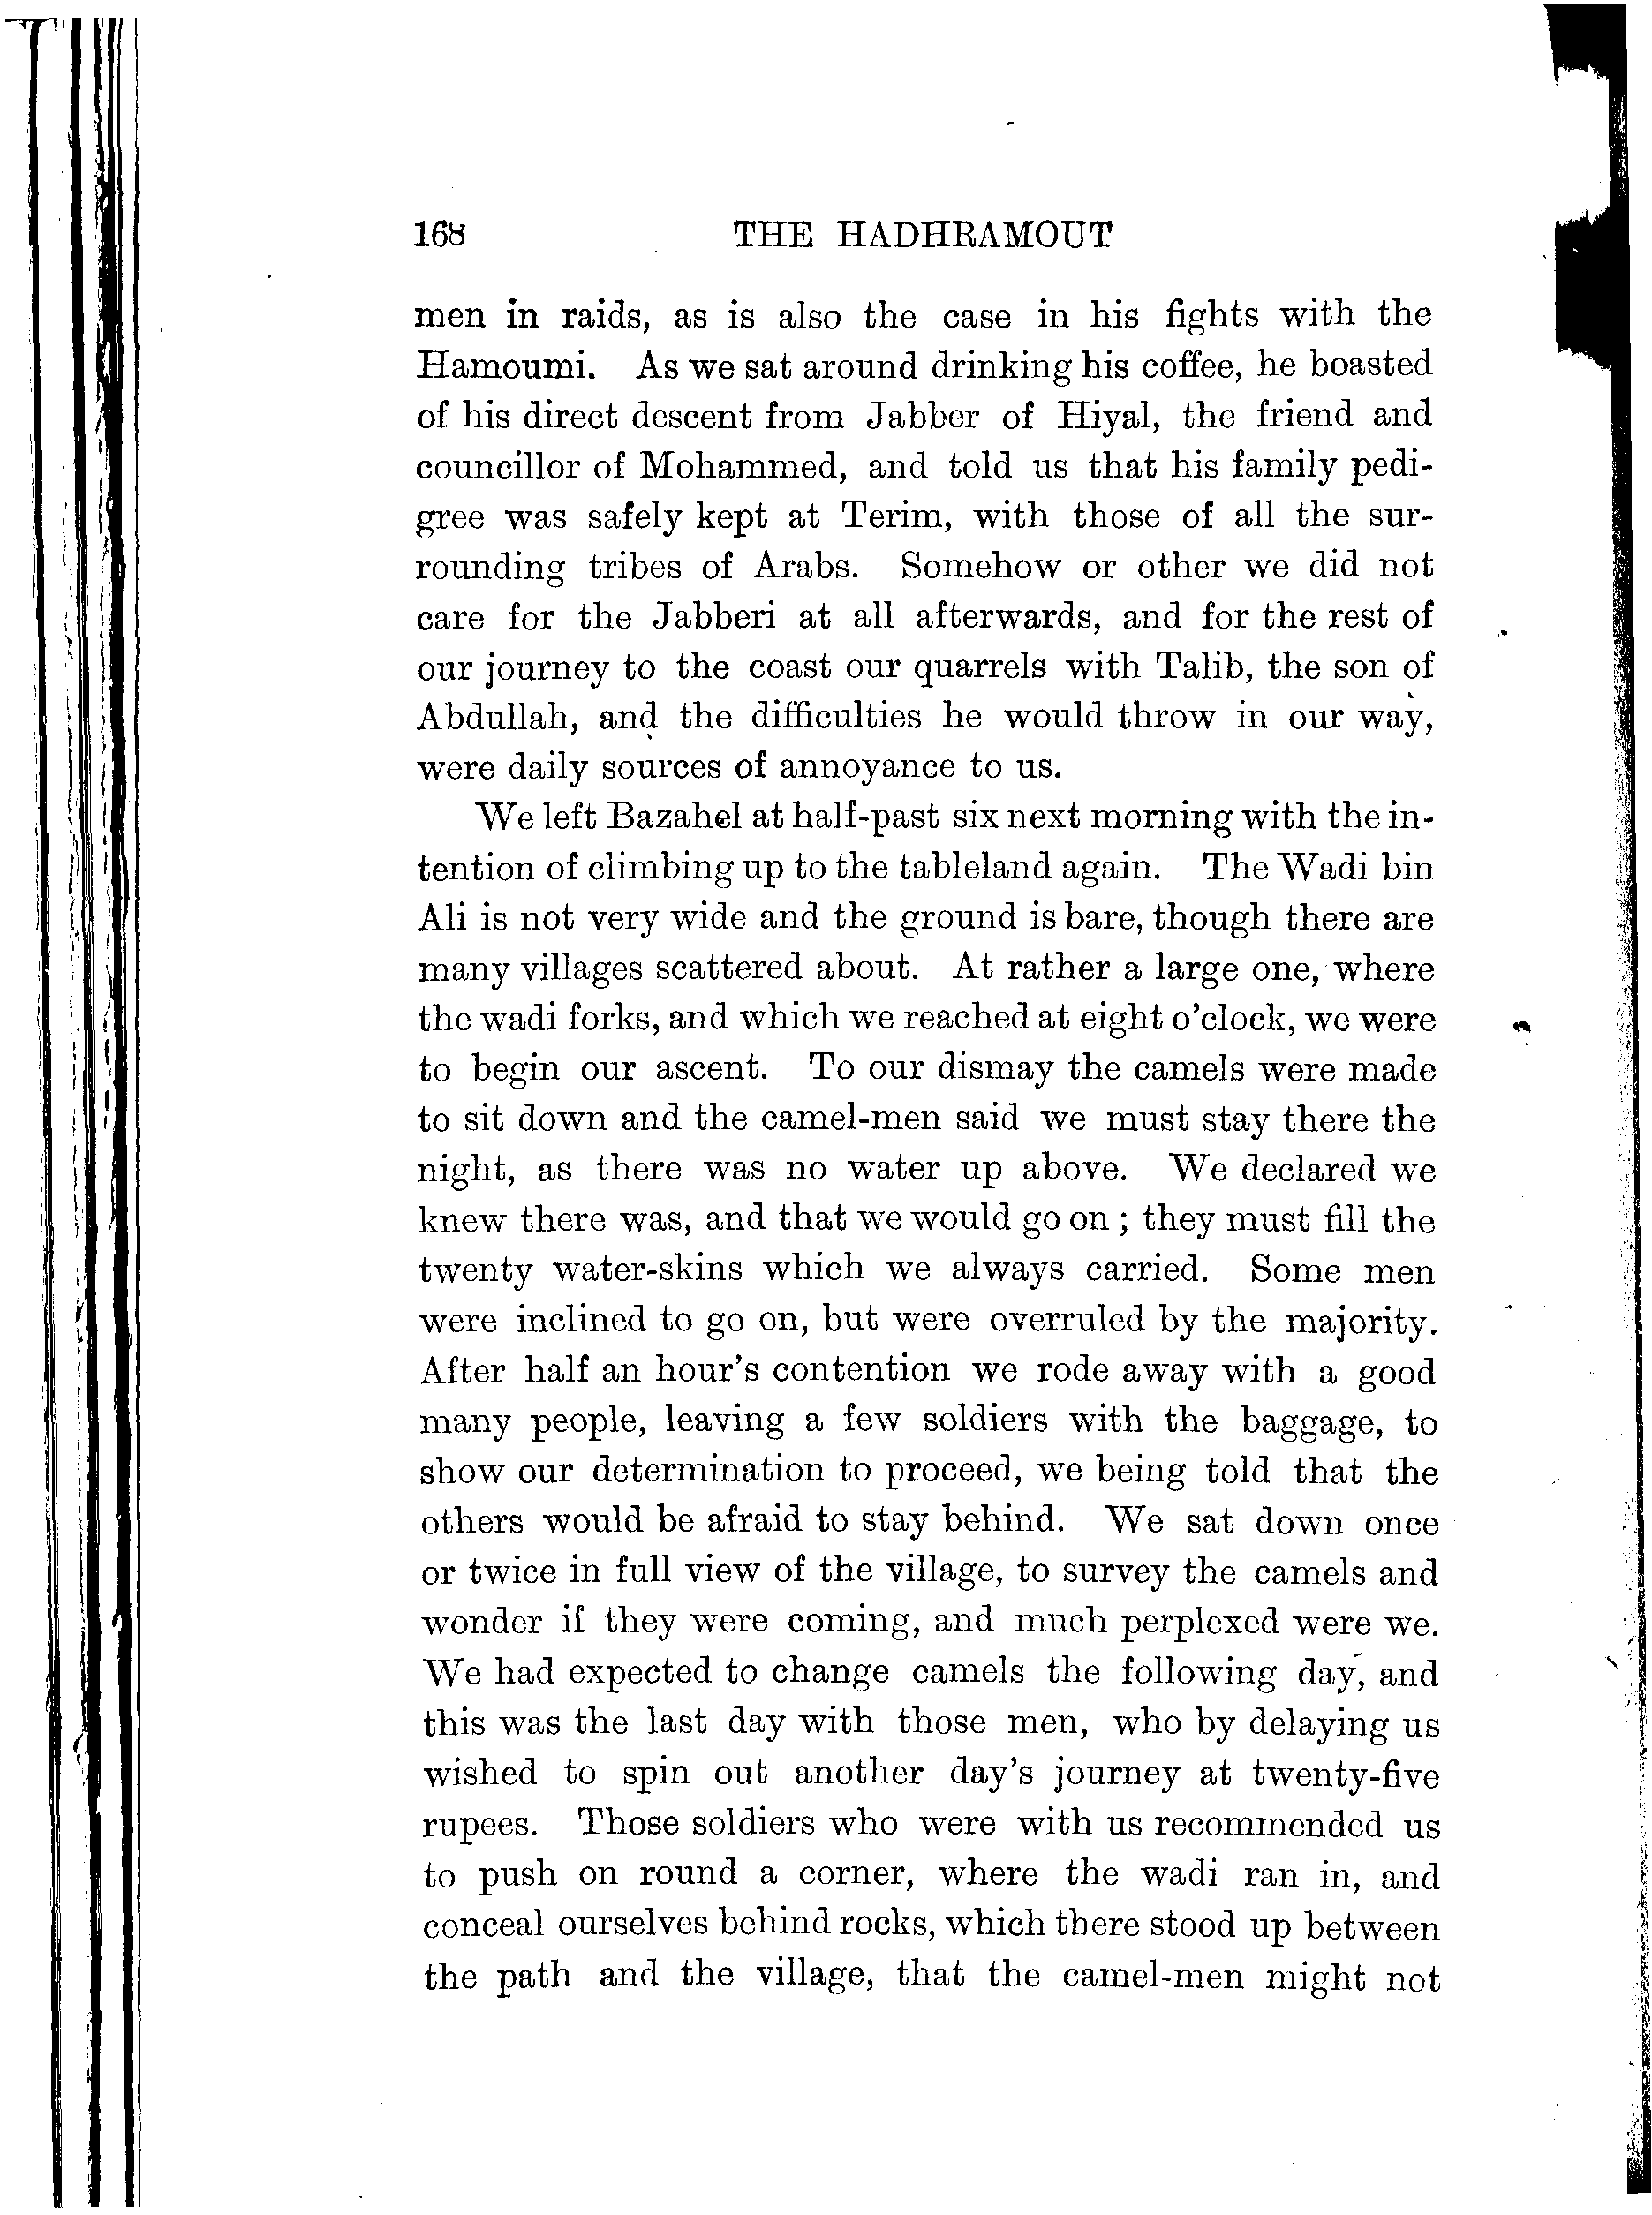 168 THE HADHRAMOUT
men in raids, as is also the case in his fights with the
Hamoumi. As we sat around drinking his coffee, he boasted
of his direct descent from Jabber of Hiyal, the friend and
councillor of Mohammed, and told us that his family pedi-
gree was safely kept at Terim, with those of all the sur-
rounding tribes of Arabs. Somehow or other we did not
care for the Jabberi at all afterwards, and for the rest of
our journey to the coast our quarrels with Talib, the son of
Abdullah, and the difficulties he would throw in our way,
were daily sources of annoyance to us.
We left Bazahel at half-past six next morning with the in-
tention of climbing up to the tableland again. The Wadi bin
Ali is not very wide and the ground is bare, though there are
many villages scattered about. At rather a large one, where
the wadi forks, and which we reached at eight o'clock, we were
to begin our ascent. To our dismay the camels were made
to sit down and the camel-men said we must stay there the
night, as there was no water up above. We declared we
knew there was, and that we would go on ; they must fill the
twenty water-skins which we always carried. Some men
were inclined to go on, but were overruled by the majority.
After half an hour's contention we rode away with a good
many people, leaving a few soldiers with the baggage, to
show our determination to proceed, we being told that the
others would be afraid to stay behind. We sat down once
or twice in full view of the village, to survey the camels and
wonder if they were coming, and much perplexed were we.
We had expected to change camels the following day, and
this was the last day with those men, who by delaying us
wished to spin out another day's journey at twenty-five
rupees. Those soldiers who were with us recommended us
to push on round a corner, where the wadi ran in, and
conceal ourselves behind rocks, which there stood up between
the path and the village, that the camel-men might not